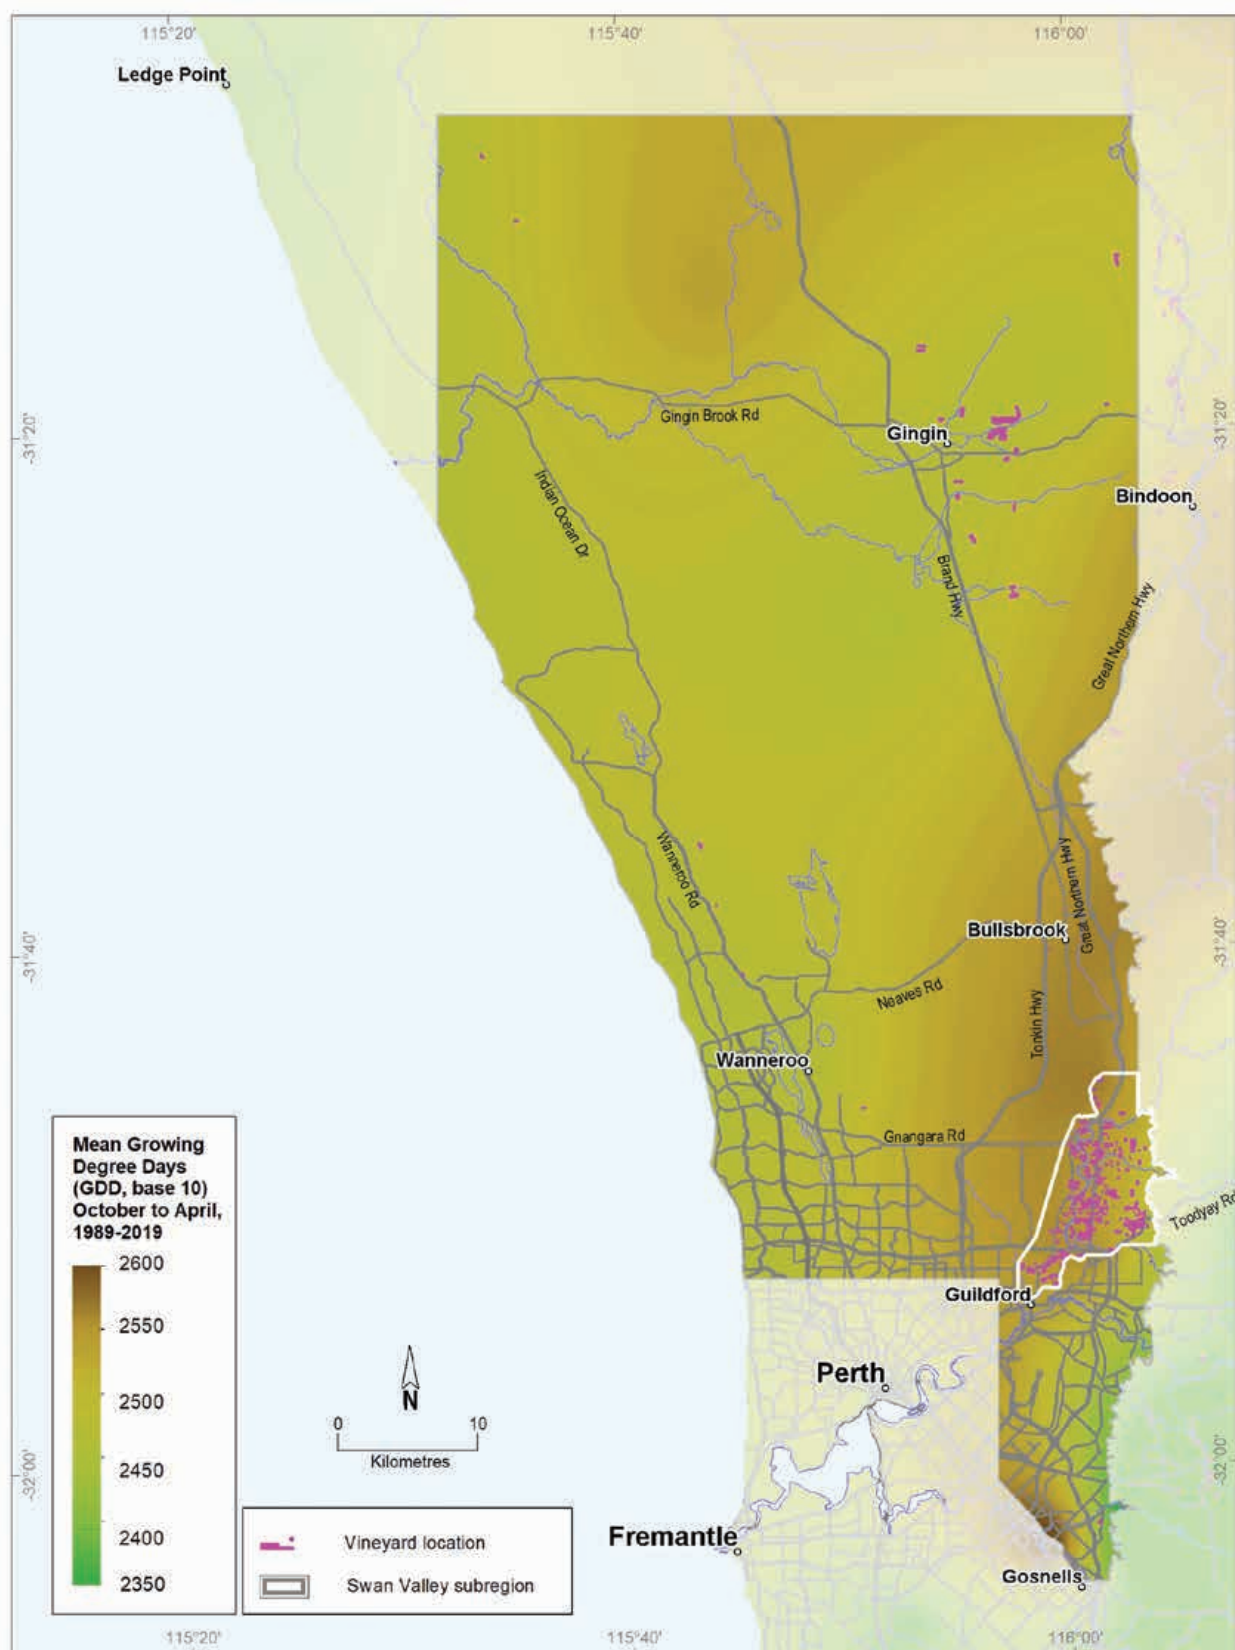 115°20'
115°40'
116°00'
Ledge Point
Gingin Brook Rd
Gingin
-31°20'
-31°20'
Indian Ocean Dr
Bindoon
Brand Hwy
Great Northern Hwy
Wanneroo Rd
Great Northern Hwy
Bullsbrook
-31°40'
-31°40'
Neaves Rd
Tonkin Hwy
Wanneroo
Gnangara Rd
Toodyay Rd
Guildford
Perth
-32°00'
-32°00'
Fremantle
Gosnells
Mean Growing
Degree Days
(GDD, base 10)
October to April,
1989-2019
2600
2550
2500
2450
2400
2350
N
0 10
Kilometres
Vineyard location
Swan Valley subregion
115°20'
115°40'
116°00'